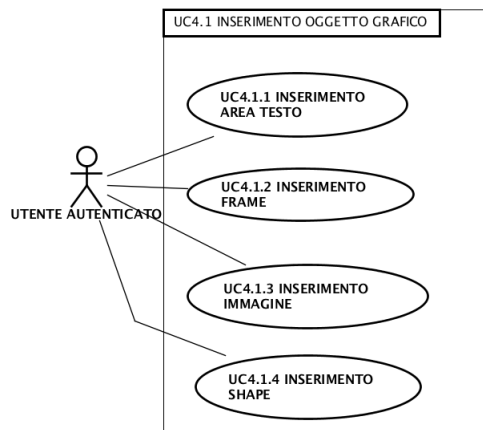 UC4.1 INSERIMENTO OGGETTO GRAFICO
UC4.1.1 INSERIMENTO
AREA TESTO
UC4.1.2 INSERIMENTO
FRAME
UTENTE AUTENTICATO
UC4.1.3 INSERIMENTO
IMMAGINE
UC4.1.4 INSERIMENTO
SHAPE